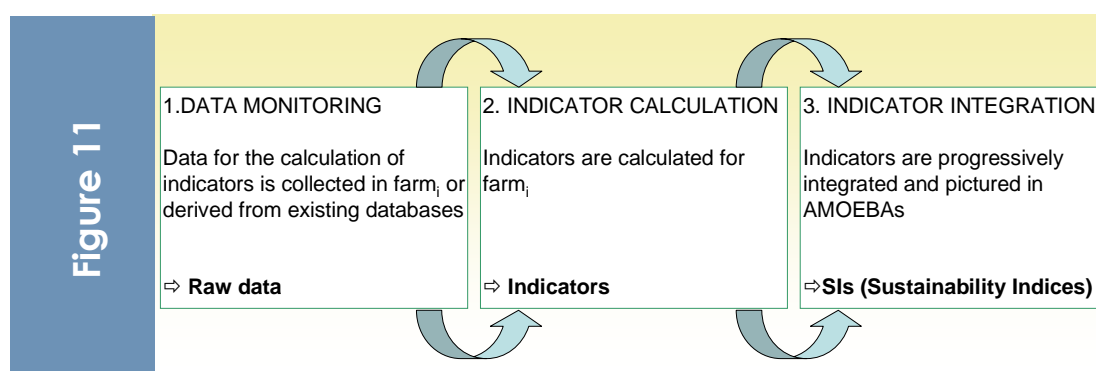 Figure 11
1.DATA MONITORING
Data for the calculation of
indicators is collected in farmi or
derived from existing databases
⇨ Raw data
2. INDICATOR CALCULATION
Indicators are calculated for
farmi
⇨ Indicators
3. INDICATOR INTEGRATION
Indicators are progressively
integrated and pictured in
AMOEBAs
⇨SIs (Sustainability Indices)